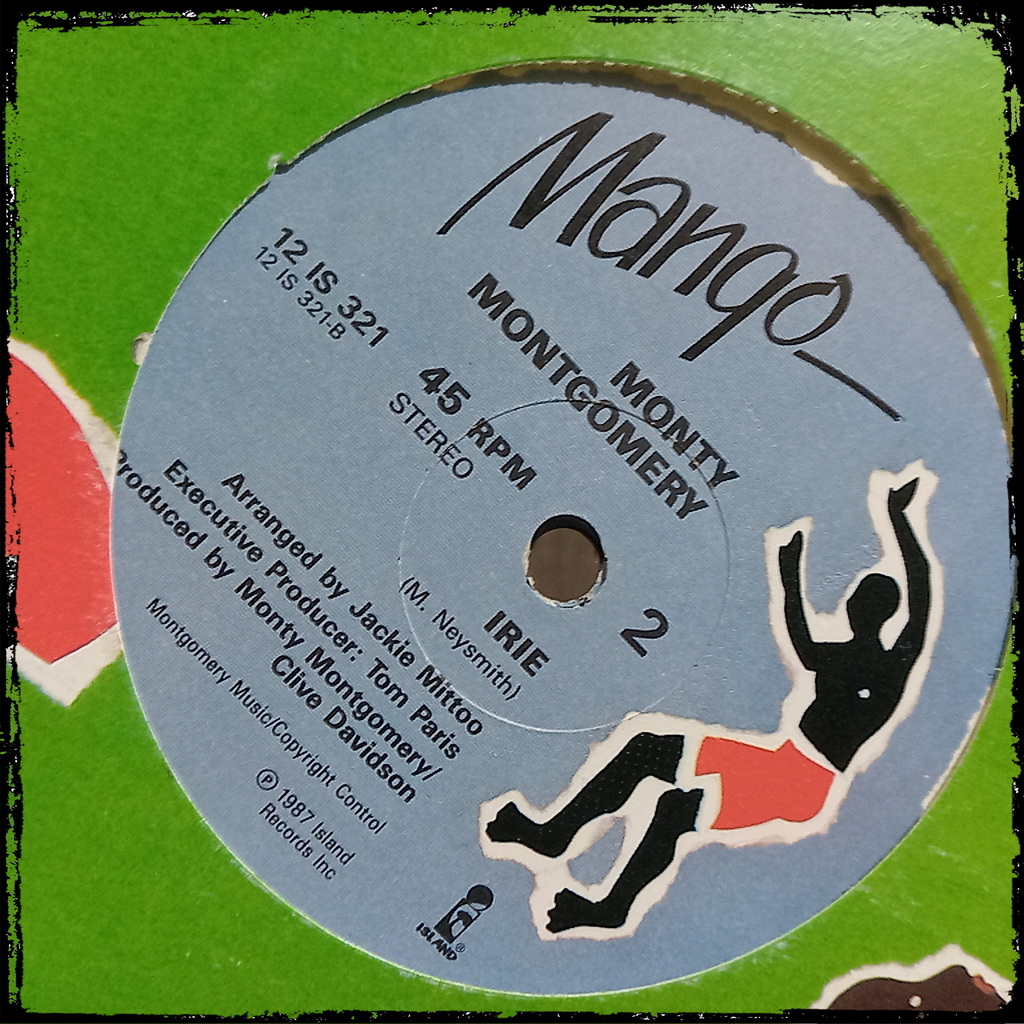 Mango
12 IS 321
12 IS 321-B
MONTY
MONTGOMERY
45 RPM
STEREO
2
IRIE
(M. Neysmith)
Arranged by Jackie Mittoo
Executive Producer: Tom Paris
Produced by Monty Montgomery/
Clive Davidson
Montgomery Music/Copyright Control
℗ 1987 Island
Records Inc
ISLAND®